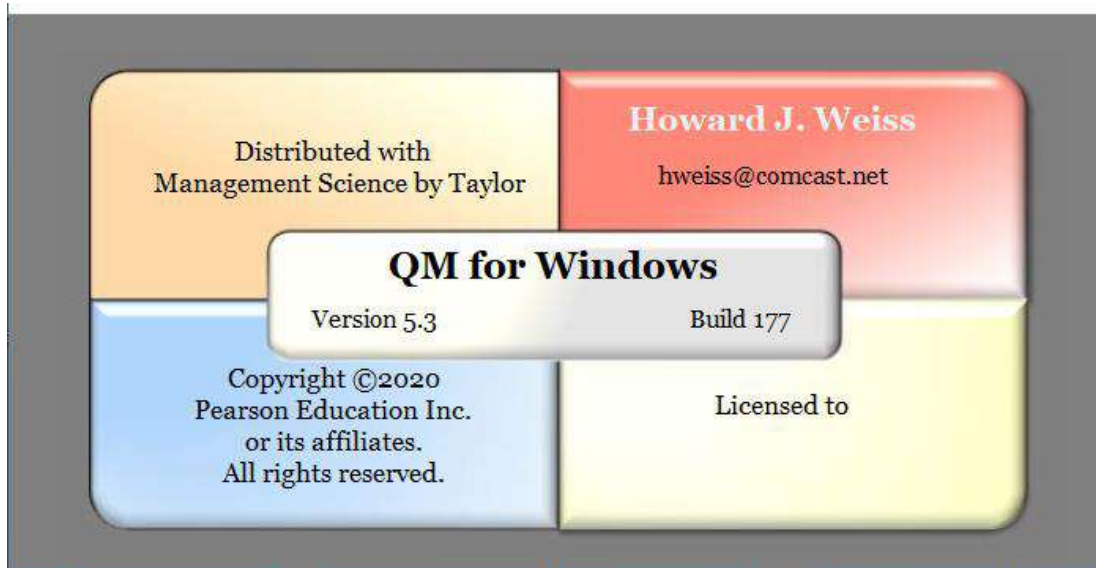 Distributed with
Management Science by Taylor
Howard J. Weiss
hweiss@comcast.net
QM for Windows
Version 5.3
Build 177
Copyright ©2020
Pearson Education Inc.
or its affiliates.
All rights reserved.
Licensed to